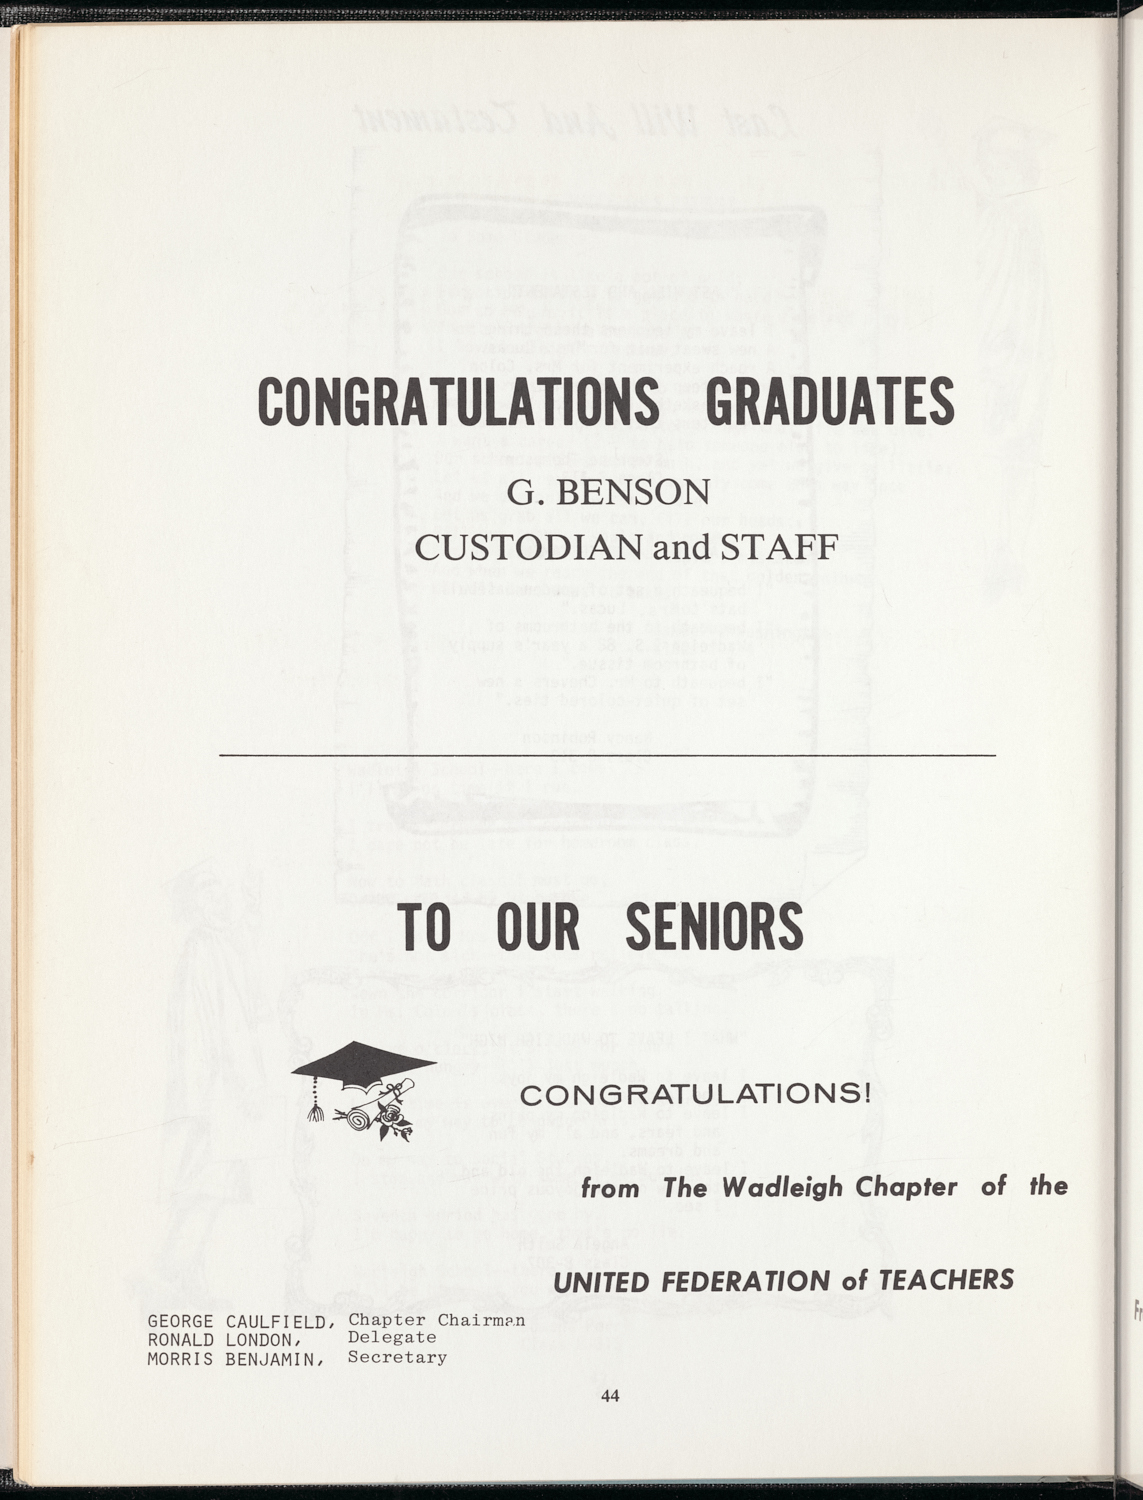 CONGRATULATIONS GRADUATES
G. BENSON
CUSTODIAN and STAFF
TO OUR SENIORS
CONGRATULATIONS!
from The Wadleigh Chapter of the
UNITED FEDERATION of TEACHERS
GEORGE CAULFIELD, Chapter Chairman
RONALD LONDON, Delegate
MORRIS BENJAMIN, Secretary
44